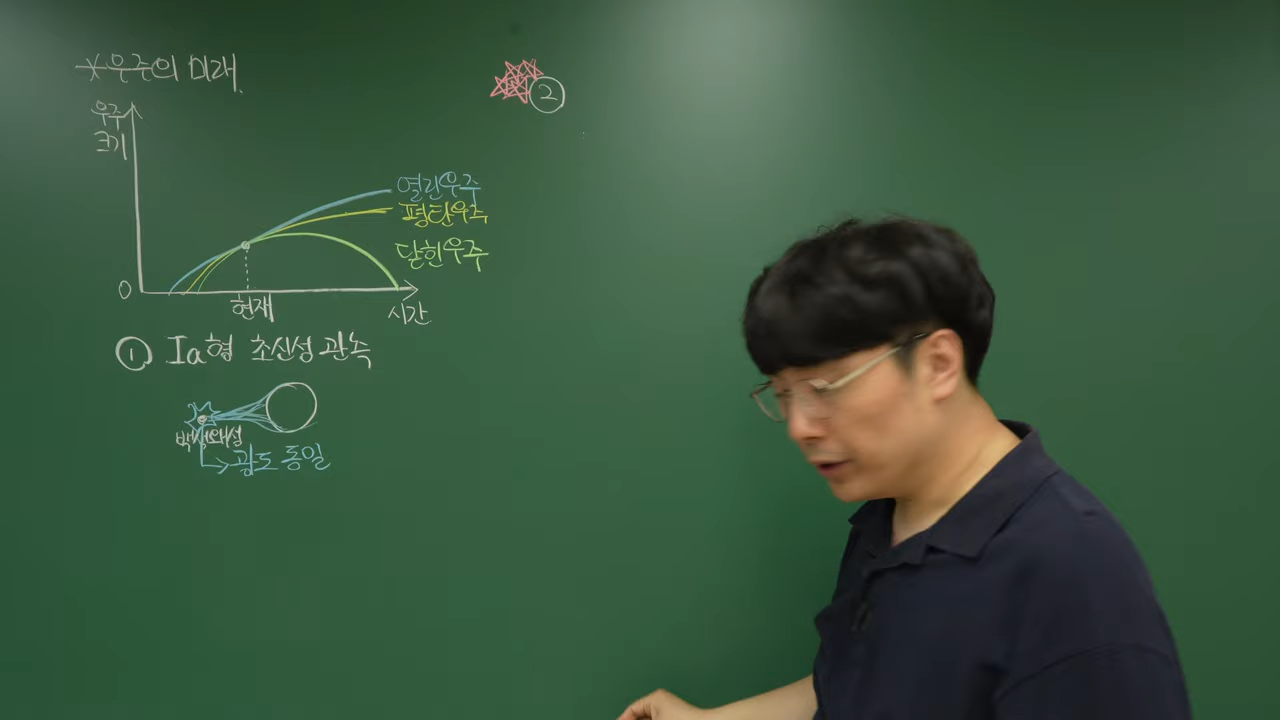 *우주의 미래.
우주
크기
열린우주
평탄우주
닫힌우주
0
현재
시간.
① Ia형 초신성 관측
백색왜성
광도 동일
②